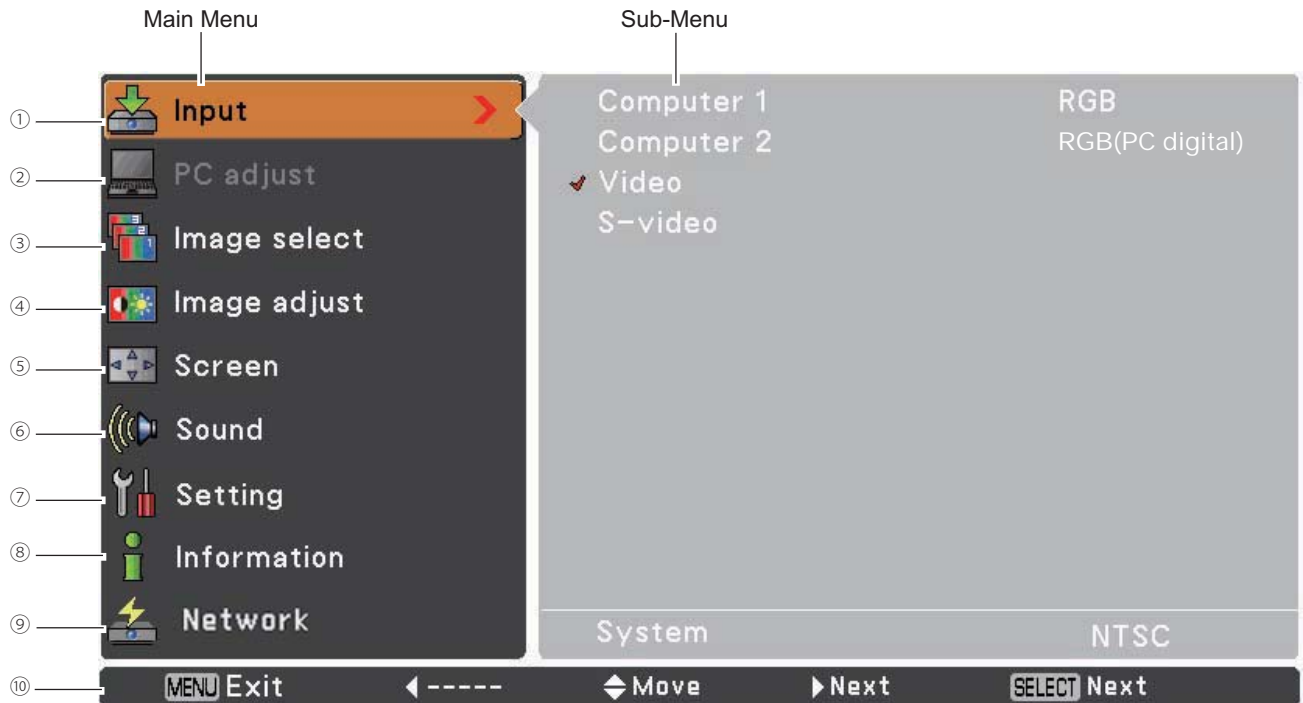 Main Menu Sub-Menu
① Input Computer 1 RGB
Computer 2 RGB(PC digital)
② PC adjust Video
③ Image select S-video
④ Image adjust
⑤ Screen
⑥ Sound
⑦ Setting
⑧ Information
⑨ Network System NTSC
⑩ MENU Exit ◀ ----- Move ▶ Next SELECT Next